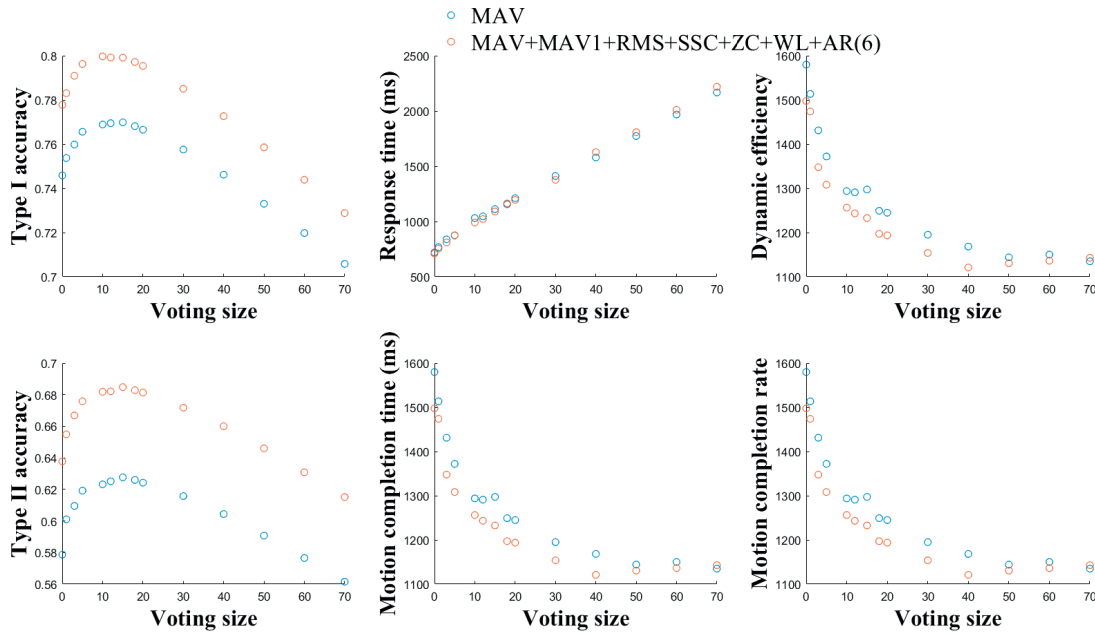 MAV
MAV+MAV1+RMS+SSC+ZC+WL+AR(6)
Type I accuracy
0.8
0.78
0.76
0.74
0.72
0.7
0 10 20 30 40 50 60 70
Voting size
Response time (ms)
2500
2000
1500
1000
500
0 10 20 30 40 50 60 70
Voting size
Dynamic efficiency
1600
1500
1400
1300
1200
1100
0 10 20 30 40 50 60 70
Voting size
Type II accuracy
0.7
0.68
0.66
0.64
0.62
0.6
0.58
0.56
0 10 20 30 40 50 60 70
Voting size
Motion completion time (ms)
1600
1500
1400
1300
1200
1100
0 10 20 30 40 50 60 70
Voting size
Motion completion rate
1600
1500
1400
1300
1200
1100
0 10 20 30 40 50 60 70
Voting size